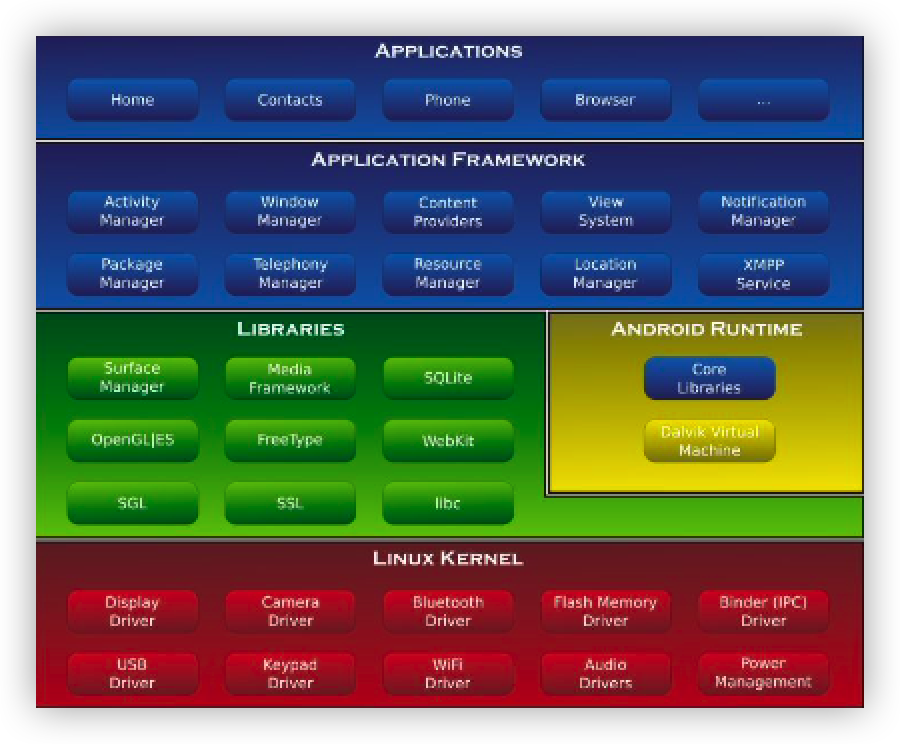 APPLICATIONS
Home
Contacts
Phone
Browser
...
APPLICATION FRAMEWORK
Activity
Manager
Window
Manager
Content
Providers
View
System
Notification
Manager
Package
Manager
Telephony
Manager
Resource
Manager
Location
Manager
XMPP
Service
LIBRARIES
Surface
Manager
Media
Framework
SQLite
OpenGL|ES
FreeType
WebKit
SGL
SSL
libc
ANDROID RUNTIME
Core
Libraries
Dalvik Virtual
Machine
LINUX KERNEL
Display
Driver
Camera
Driver
Bluetooth
Driver
Flash Memory
Driver
Binder (IPC)
Driver
USB
Driver
Keypad
Driver
WiFi
Driver
Audio
Drivers
Power
Management